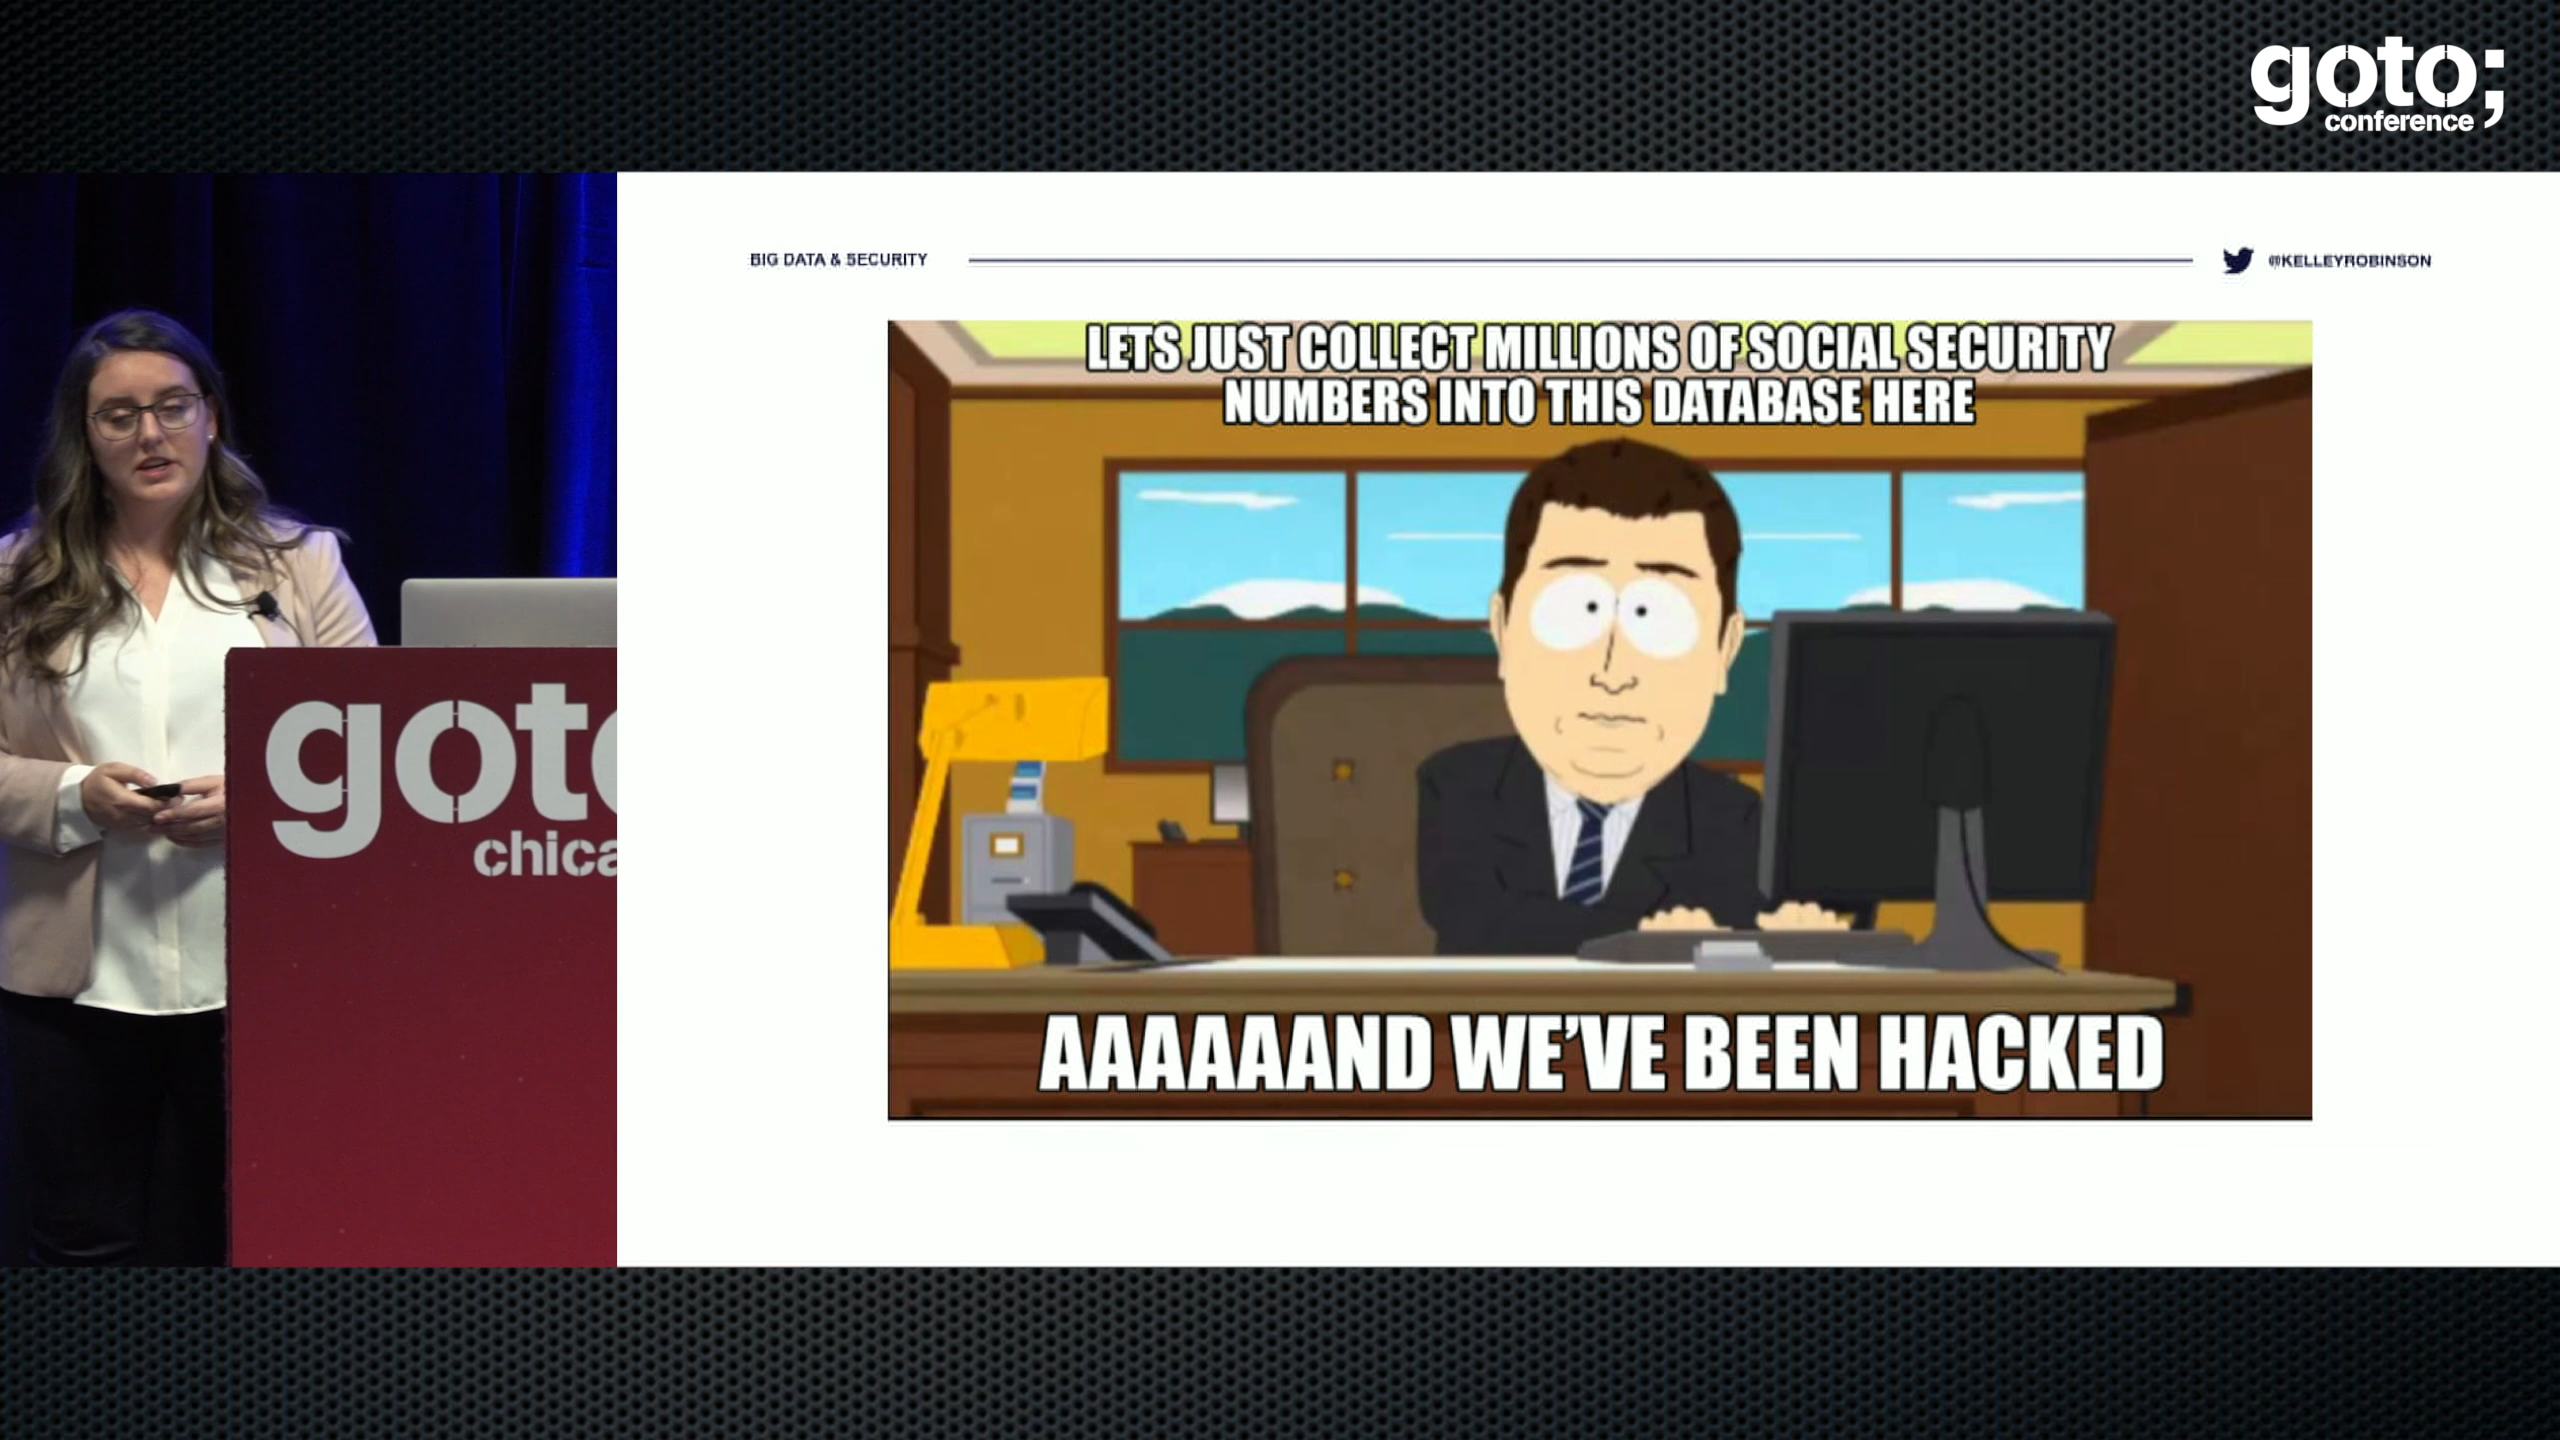 goto;
conference
BIG DATA & SECURITY
@KELLEYROBINSON
LETS JUST COLLECT MILLIONS OF SOCIAL SECURITY
NUMBERS INTO THIS DATABASE HERE
goto
chica
AAAAAAND WE'VE BEEN HACKED